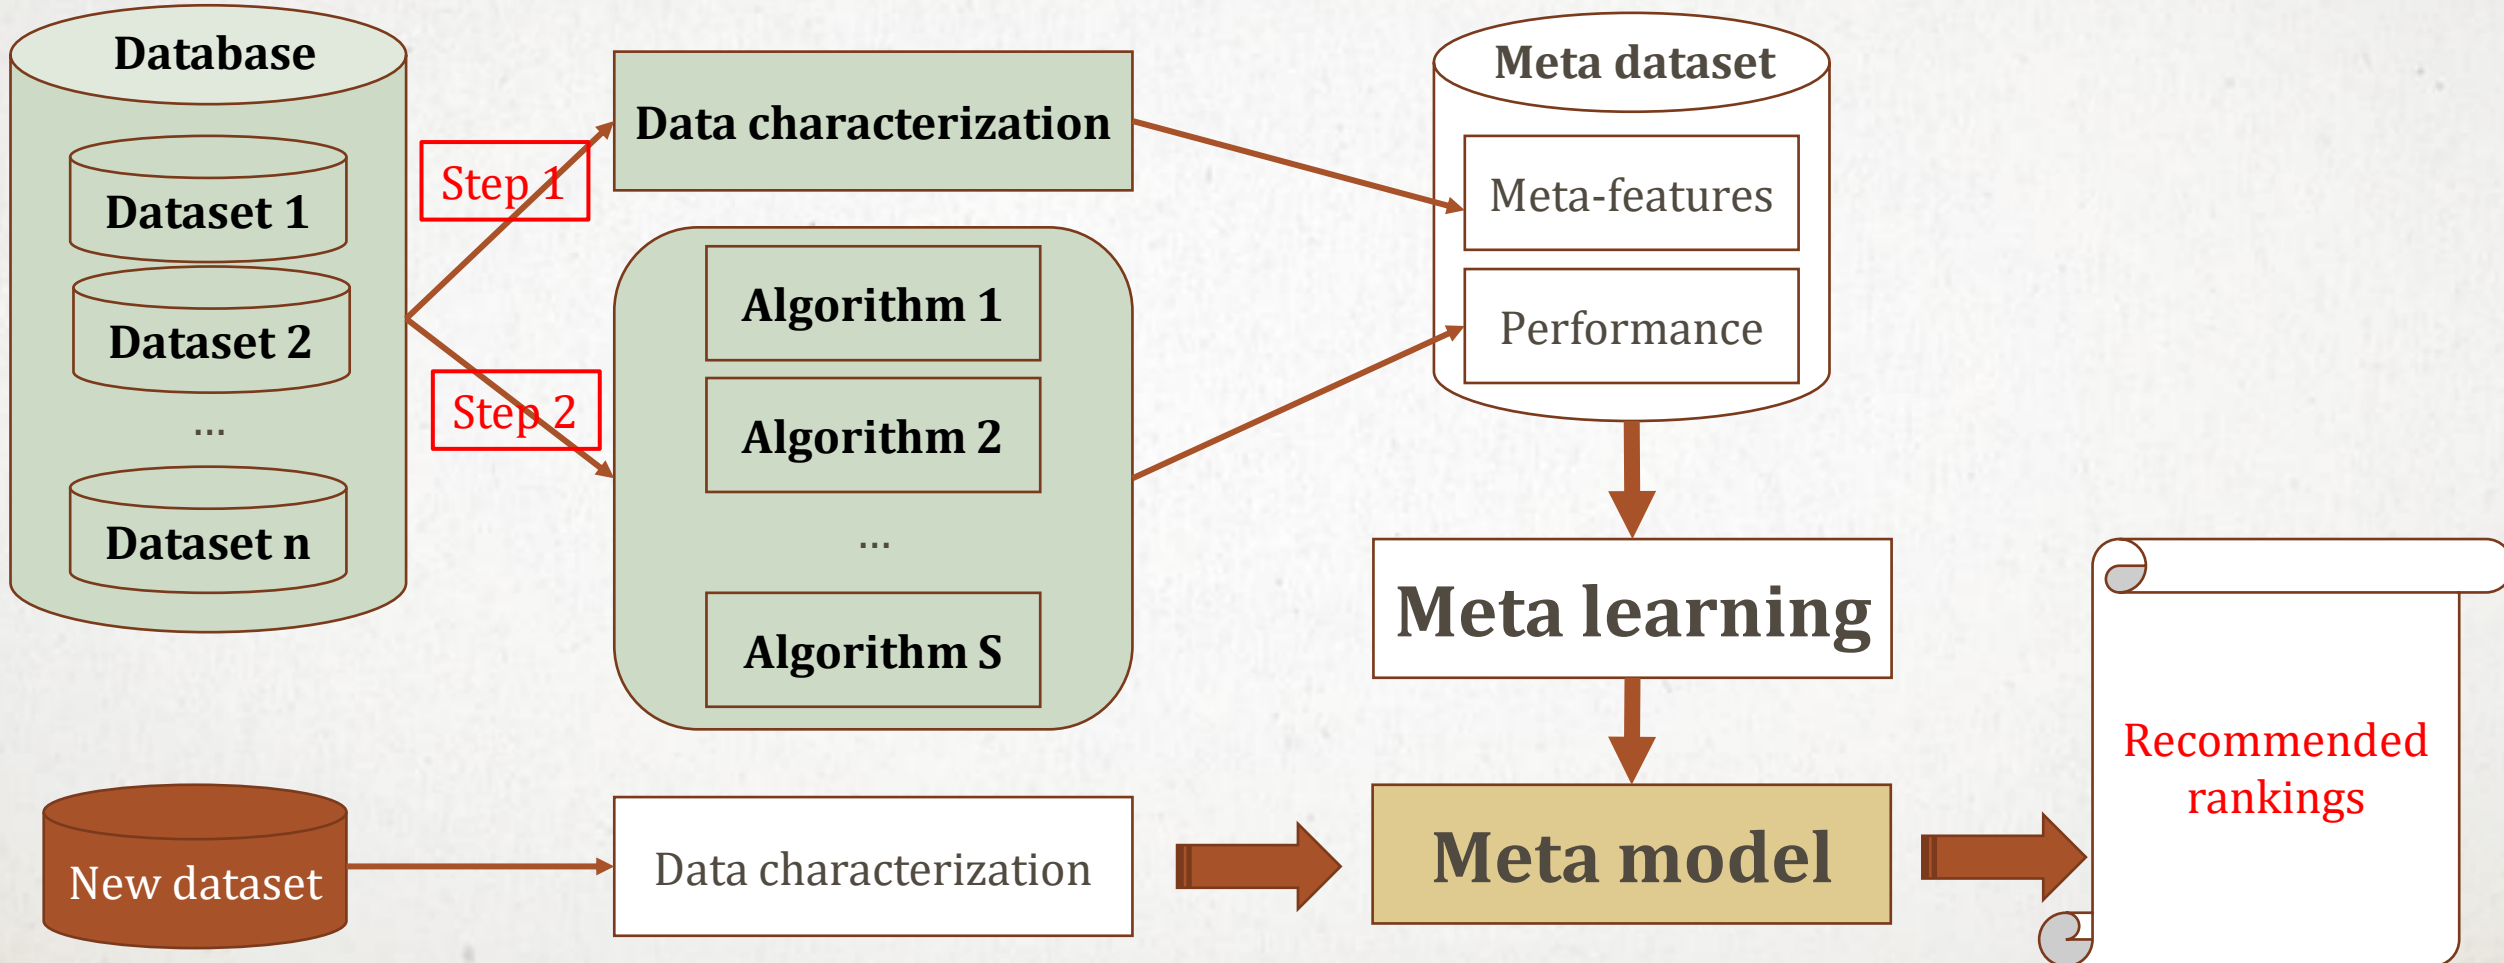 Database
Dataset 1
Dataset 2
...
Dataset n
Step 1
Step 2
Data characterization
Algorithm 1
Algorithm 2
...
Algorithm S
Meta dataset
Meta-features
Performance
Meta learning
New dataset
Data characterization
Meta model
Recommended
rankings